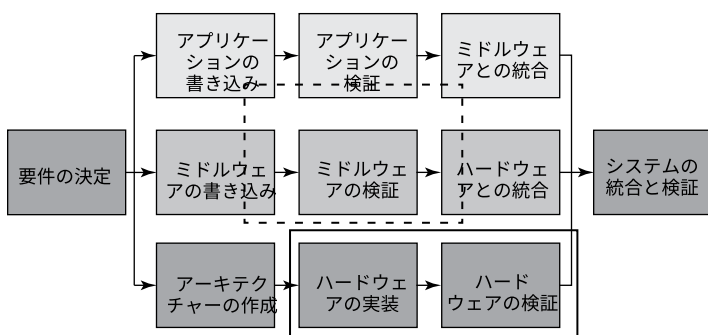 アプリケー
ションの
書き込み
アプリケー
ションの
検証
ミドルウェ
アとの統合
要件の決定
ミドルウェ
アの書き込み
ミドルウェ
アの検証
ハードウェ
アとの統合
システムの
統合と検証
アーキテク
チャーの作成
ハードウェ
アの実装
ハード
ウェアの検証